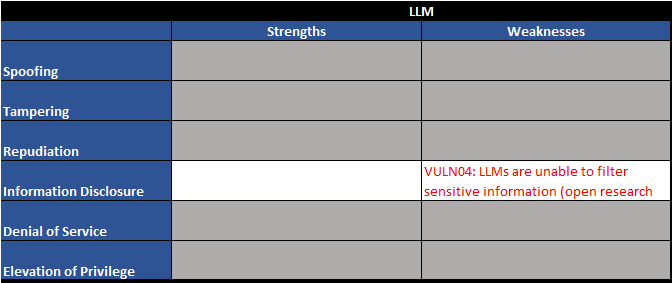 LLM
Strengths Weaknesses
Spoofing
Tampering
Repudiation
Information Disclosure
VULN04: LLMs are unable to filter
sensitive information (open research
Denial of Service
Elevation of Privilege